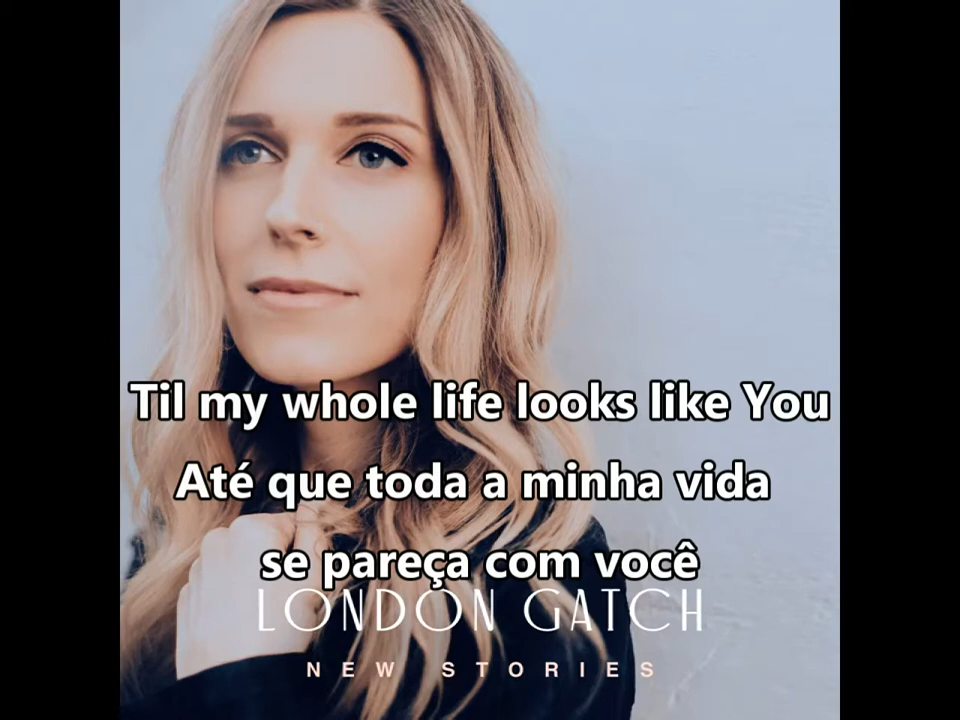 Til my whole life looks like You
Até que toda a minha vida
se pareça com você
LONDON GATCH
NEW STORIES